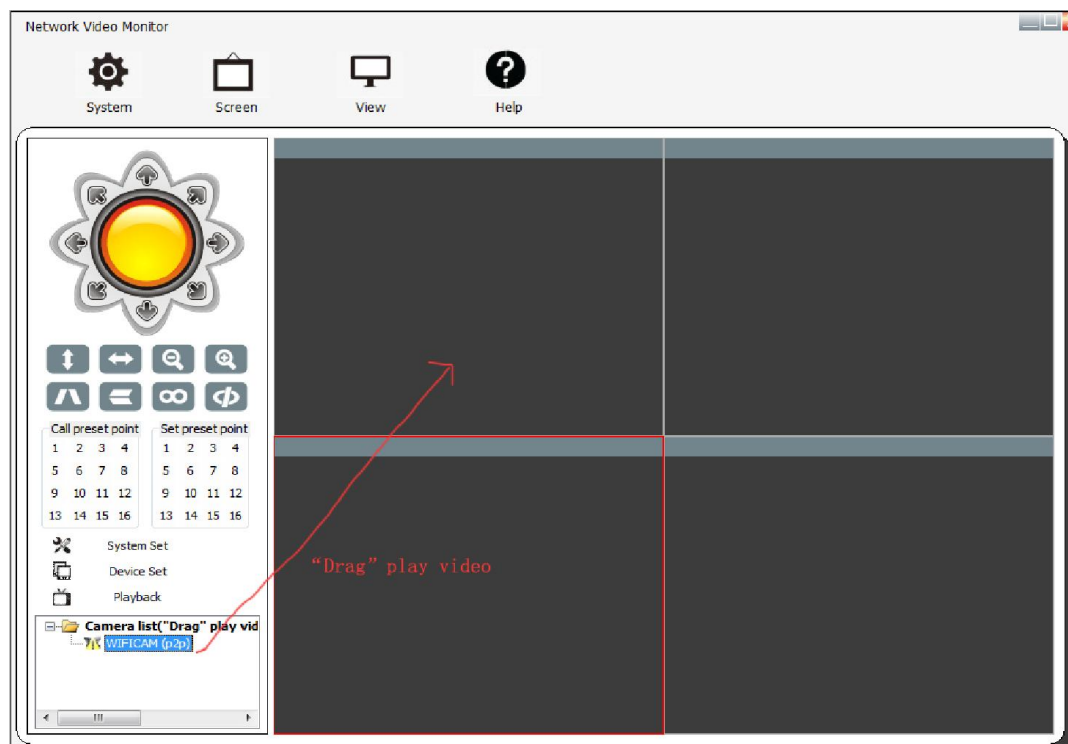 Network Video Monitor
System Screen View Help
Call preset point Set preset point
1 2 3 4 1 2 3 4
5 6 7 8 5 6 7 8
9 10 11 12 9 10 11 12
13 14 15 16 13 14 15 16
System Set
Device Set
Playback
Camera list("Drag" play vid
WIFICAM (p2p)
“Drag” play video